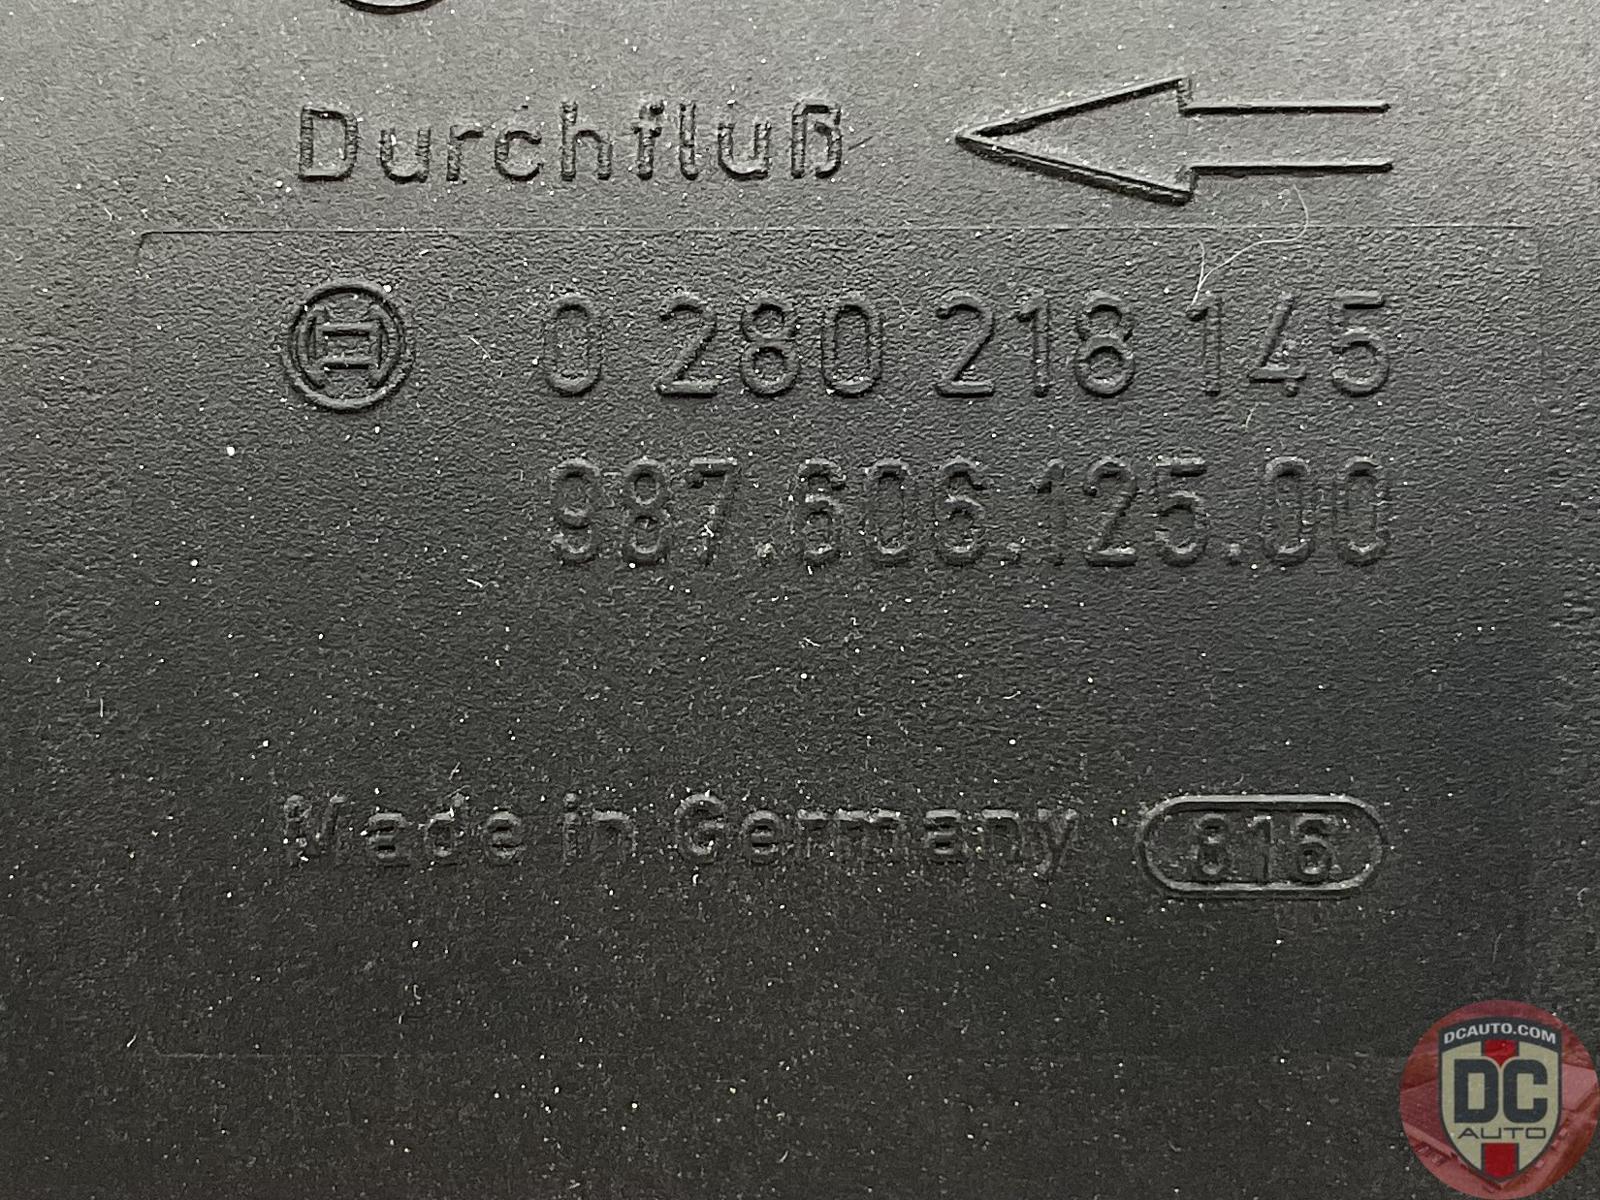 Durchfluß
0 280 218 145
987.606.125.00
Made in Germany 816
DCAUTO.COM
DC
AUTO